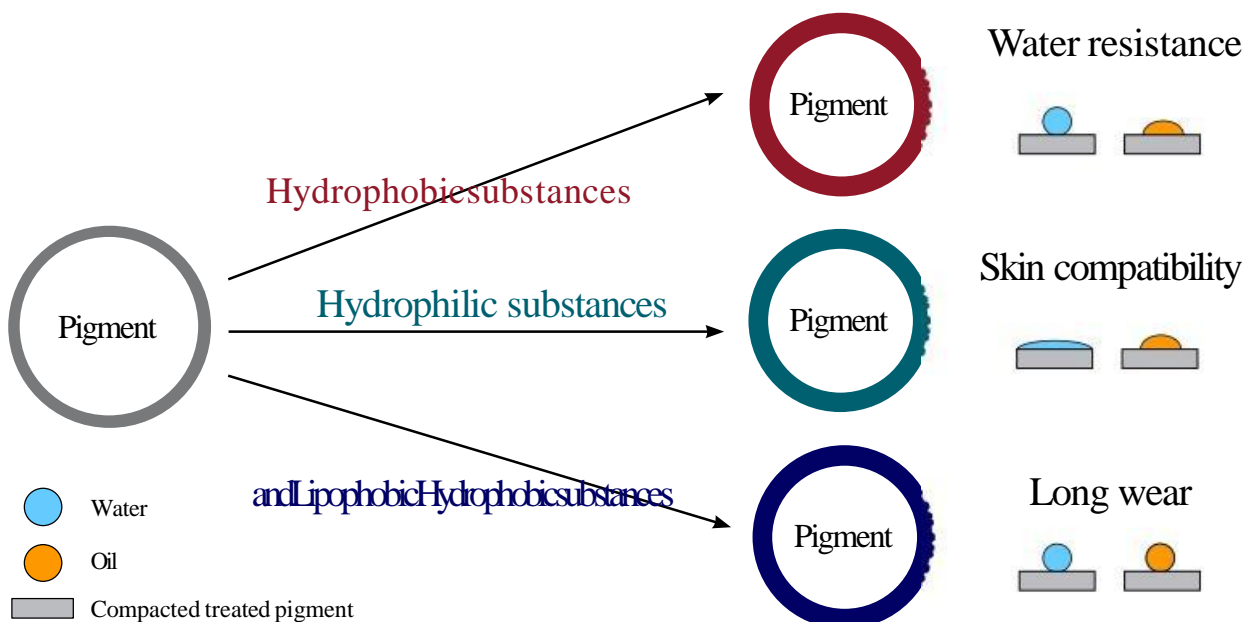 Water resistance
Pigment
Hydrophobicsubstances
Skin compatibility
Hydrophilic substances
Pigment
Pigment
andLipophobicHydrophobicsubstances
Long wear
Water
Pigment
Oil
Compacted treated pigment